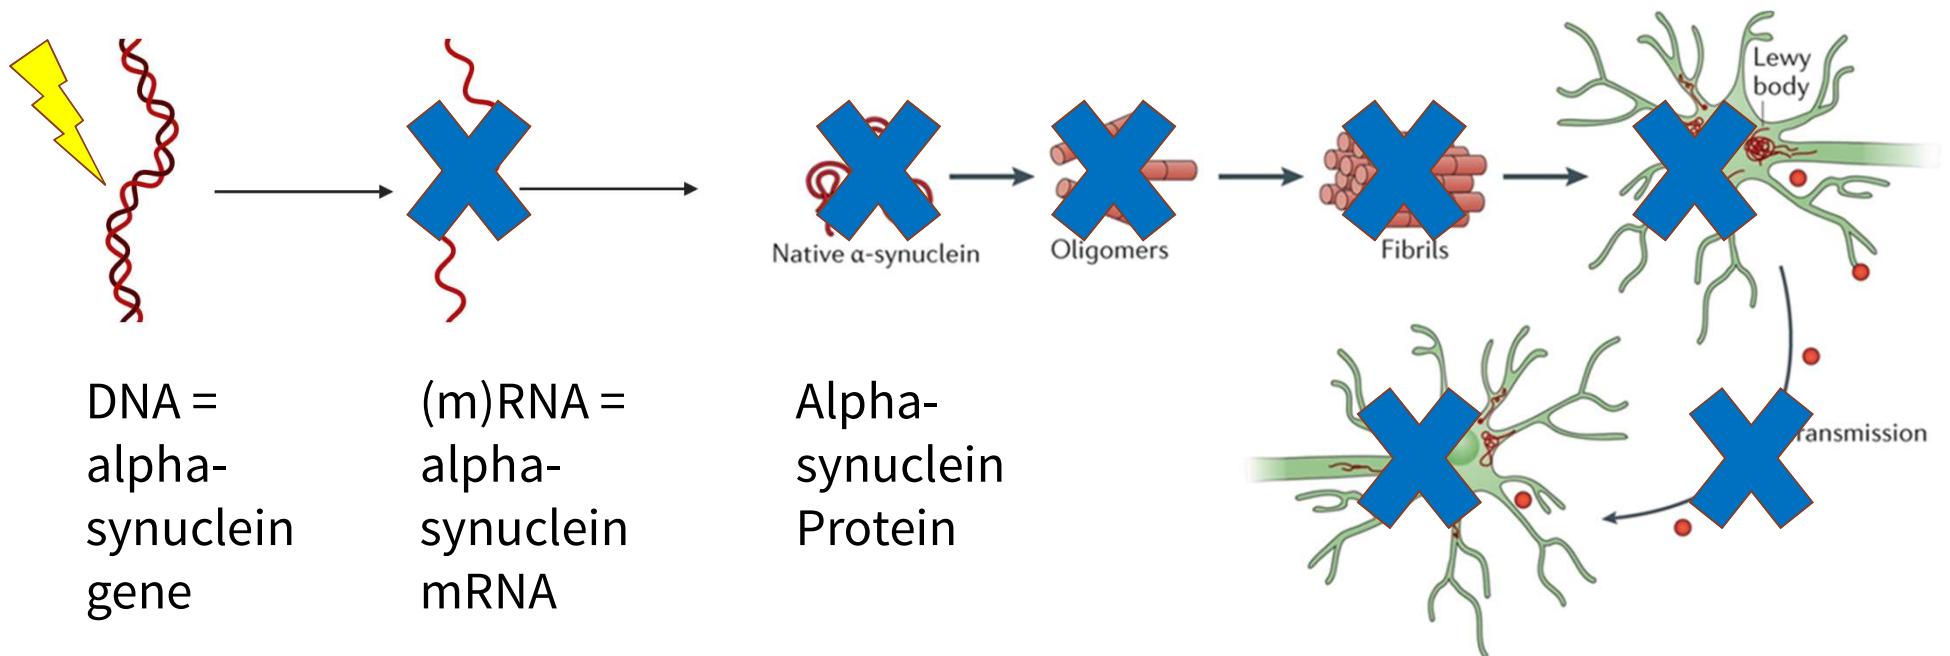 Lewy
body
Native α-synuclein
Oligomers
Fibrils
DNA =
alpha-
synuclein
gene
(m)RNA =
alpha-
synuclein
mRNA
Alpha-
synuclein
Protein
ransmission